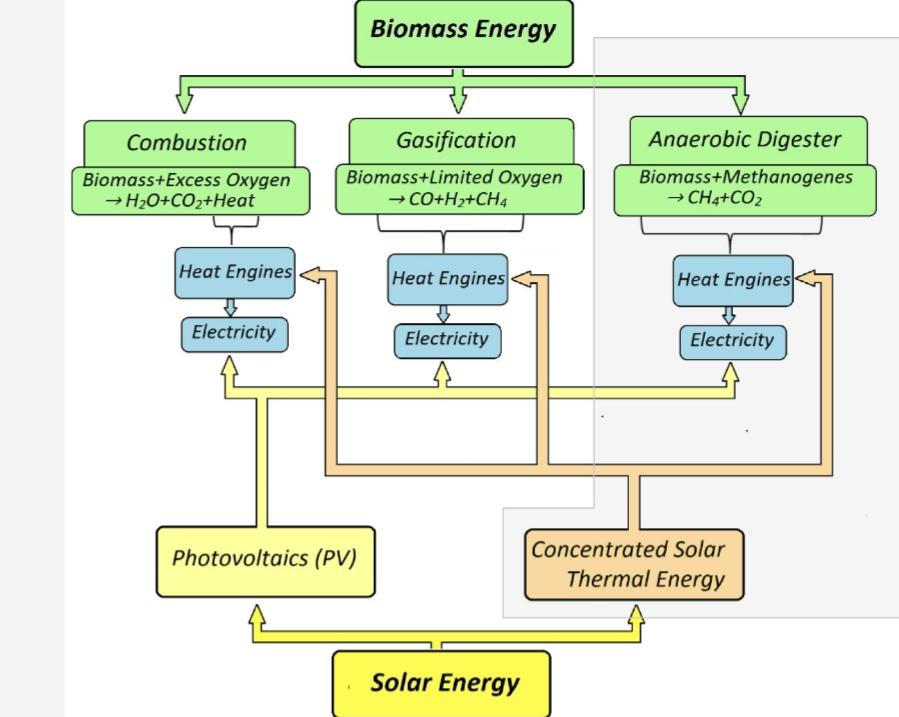 Biomass Energy
Combustion
Biomass+Excess Oxygen
→H₂O+CO₂+Heat
Gasification
Biomass+Limited Oxygen
→CO+H₂+CH₄
Anaerobic Digester
Biomass+Methanogenes
→CH₄+CO₂
Heat Engines
Heat Engines
Heat Engines
Electricity
Electricity
Electricity
Photovoltaics (PV)
Concentrated Solar
Thermal Energy
Solar Energy